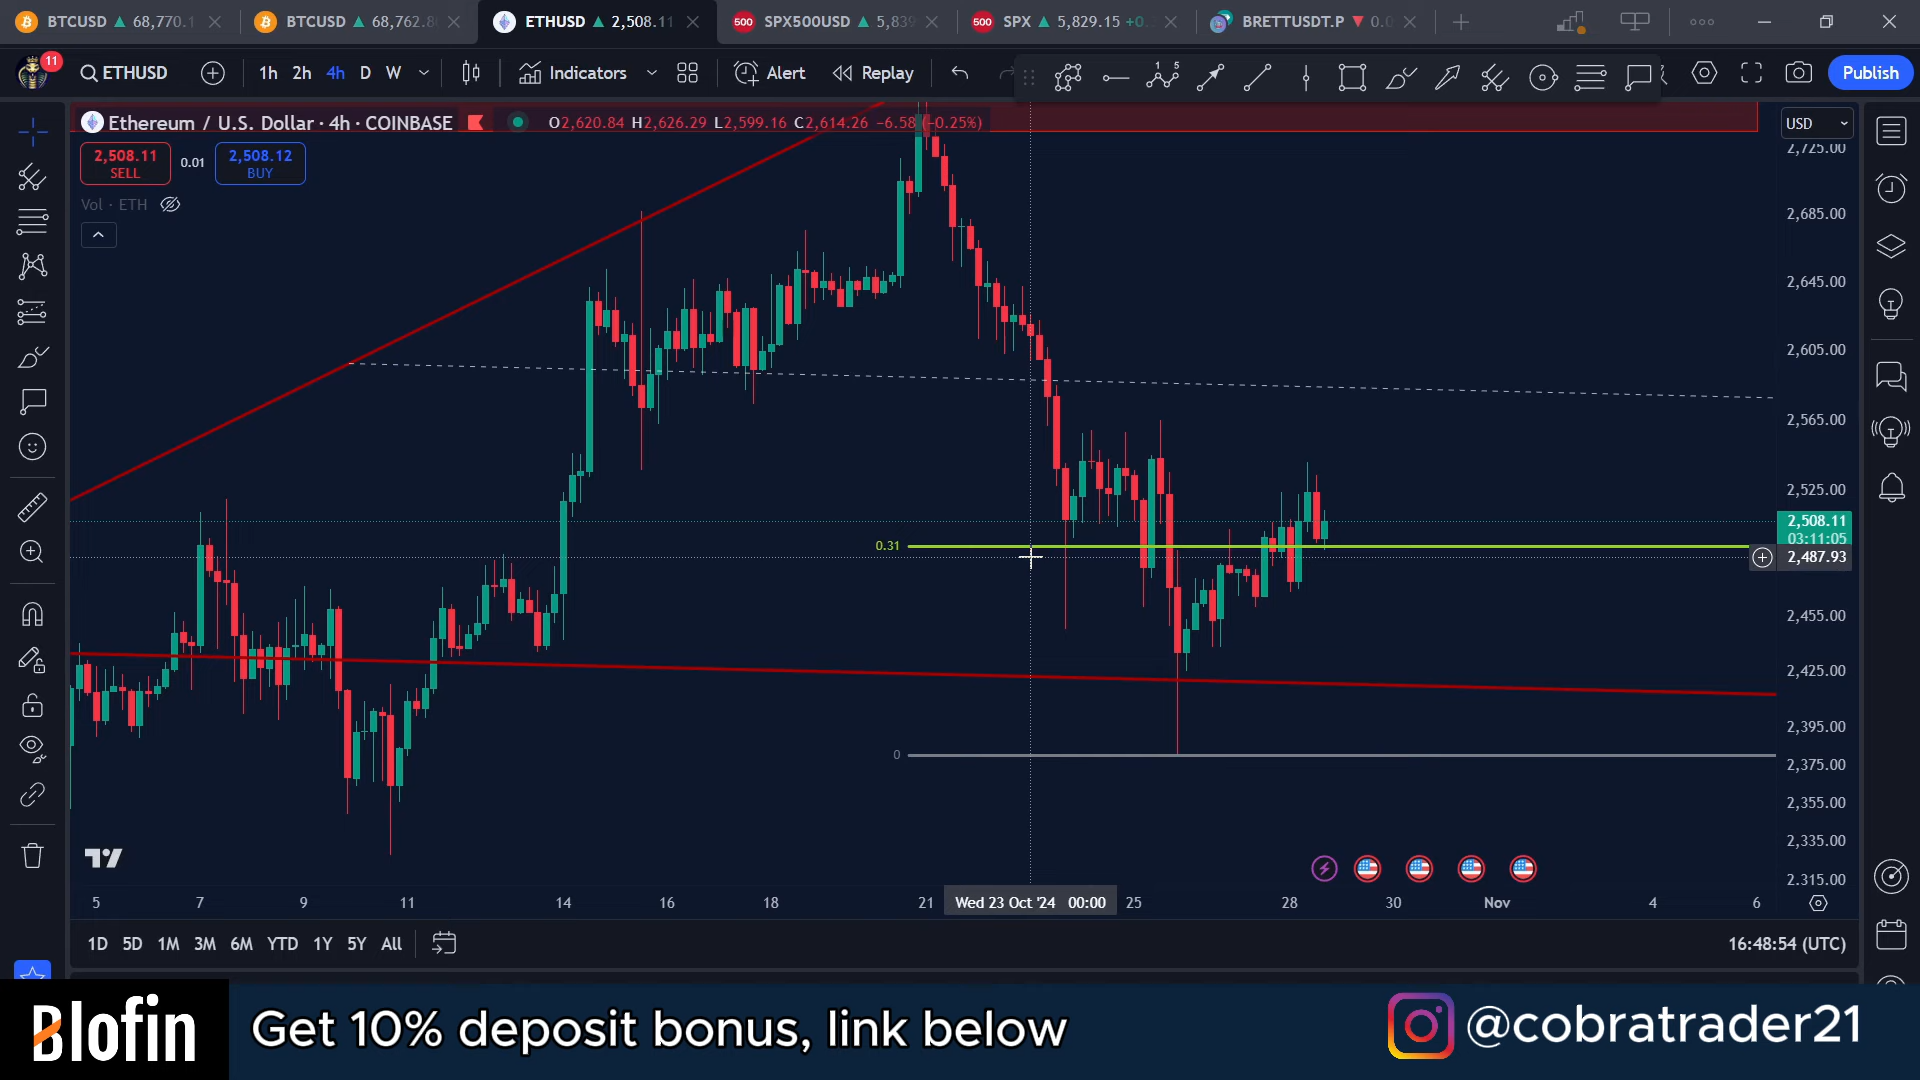 BTCUSD ▲ 68,770.1
BTCUSD ▲ 68,762.8
ETHUSD ▲ 2,508.11
500 SPX500USD ▲ 5,839
500 SPX ▲ 5,829.15 +0.
BRETTUSDT.P ▼ 0.0
11
ETHUSD
1h 2h 4h D W
Indicators
Alert
Replay
Publish
Ethereum / U.S. Dollar · 4h · COINBASE
O2,620.84 H2,626.29 L2,599.16 C2,614.26 −6.58 (−0.25%)
2,508.11
SELL
0.01
2,508.12
BUY
Vol · ETH
USD
2,725.00
2,685.00
2,645.00
2,605.00
2,565.00
2,525.00
2,508.11
03:11:05
2,487.93
2,455.00
2,425.00
2,395.00
2,375.00
2,355.00
2,335.00
2,315.00
0.31
0
5 7 9 11 14 16 18 21 Wed 23 Oct '24 00:00 25 28 30 Nov 4 6
1D 5D 1M 3M 6M YTD 1Y 5Y All
16:48:54 (UTC)
Blofin
Get 10% deposit bonus, link below
@cobratrader21